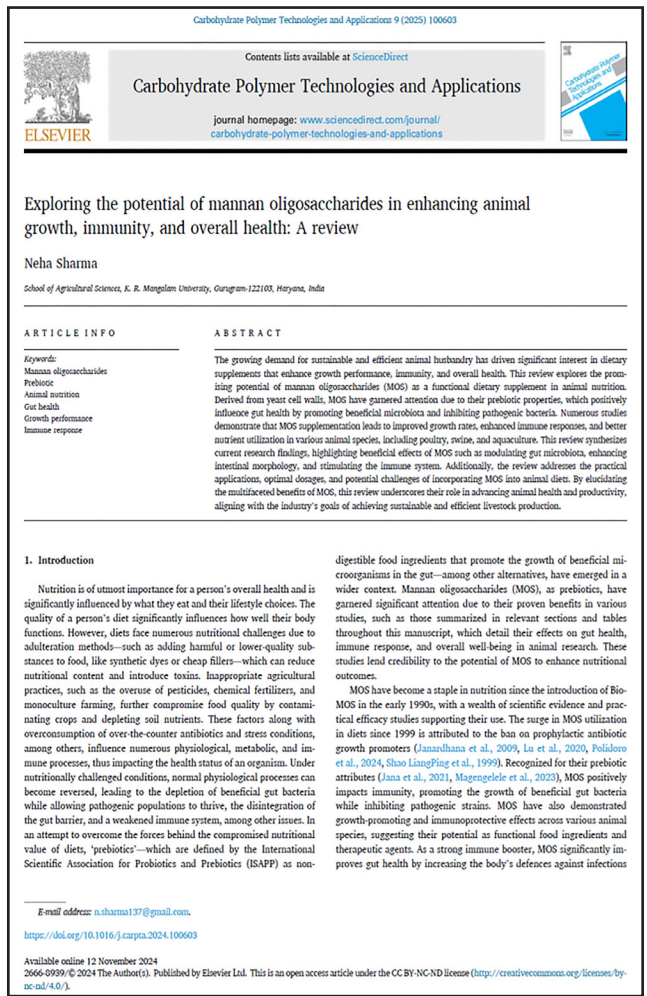 Carbohydrate Polymer Technologies and Applications 9 (2025) 100603
Contents lists available at ScienceDirect
Carbohydrate Polymer Technologies and Applications
journal homepage: www.sciencedirect.com/journal/
carbohydrate-polymer-technologies-and-applications
ELSEVIER
Carbohydrate Polymer
Technologies and
Applications
Exploring the potential of mannan oligosaccharides in enhancing animal
growth, immunity, and overall health: A review
Neha Sharma
School of Agricultural Sciences, K. R. Mangalam University, Gurugram-122103, Haryana, India
ARTICLE INFO
Keywords:
Mannan oligosaccharides
Prebiotic
Animal nutrition
Gut health
Growth performance
Immune response
ABSTRACT
The growing demand for sustainable and efficient animal husbandry has driven significant interest in dietary
supplements that enhance growth performance, immunity, and overall health. This review explores the prom-
ising potential of mannan oligosaccharides (MOS) as a functional dietary supplement in animal nutrition.
Derived from yeast cell walls, MOS have garnered attention due to their prebiotic properties, which positively
influence gut health by promoting beneficial microbiota and inhibiting pathogenic bacteria. Numerous studies
demonstrate that MOS supplementation leads to improved growth rates, enhanced immune responses, and better
nutrient utilization in various animal species, including poultry, swine, and aquaculture. This review synthesizes
current research findings, highlighting beneficial effects of MOS such as modulating gut microbiota, enhancing
intestinal morphology, and stimulating the immune system. Additionally, the review addresses the practical
applications, optimal dosages, and potential challenges of incorporating MOS into animal diets. By elucidating
the multifaceted benefits of MOS, this review underscores their role in advancing animal health and productivity,
aligning with the industry's goals of achieving sustainable and efficient livestock production.
1. Introduction
Nutrition is of utmost importance for a person's overall health and is
significantly influenced by what they eat and their lifestyle choices. The
quality of a person's diet significantly influences how well their body
functions. However, diets face numerous nutritional challenges due to
adulteration methods—such as adding harmful or lower-quality sub-
stances to food, like synthetic dyes or cheap fillers—which can reduce
nutritional content and introduce toxins. Inappropriate agricultural
practices, such as the overuse of pesticides, chemical fertilizers, and
monoculture farming, further compromise food quality by contami-
nating crops and depleting soil nutrients. These factors along with
overconsumption of over-the-counter antibiotics and stress conditions,
among others, influence numerous physiological, metabolic, and im-
mune processes, thus impacting the health status of an organism. Under
nutritionally challenged conditions, normal physiological processes can
become reversed, leading to the depletion of beneficial gut bacteria
while allowing pathogenic populations to thrive, the disintegration of
the gut barrier, and a weakened immune system, among other issues. In
an attempt to overcome the forces behind the compromised nutritional
value of diets, 'prebiotics'—which are defined by the International
Scientific Association for Probiotics and Prebiotics (ISAPP) as non-
digestible food ingredients that promote the growth of beneficial mi-
croorganisms in the gut—among other alternatives, have emerged in a
wider context. Mannan oligosaccharides (MOS), as prebiotics, have
garnered significant attention due to their proven benefits in various
studies, such as those summarized in relevant sections and tables
throughout this manuscript, which detail their effects on gut health,
immune response, and overall well-being in animal research. These
studies lend credibility to the potential of MOS to enhance nutritional
outcomes.
MOS have become a staple in nutrition since the introduction of Bio-
MOS in the early 1990s, with a wealth of scientific evidence and prac-
tical efficacy studies supporting their use. The surge in MOS utilization
in diets since 1999 is attributed to the ban on prophylactic antibiotic
growth promoters (Janardhana et al., 2009, Lu et al., 2020, Polidoro
et al., 2024, Shao LiangPing et al., 1999). Recognized for their prebiotic
attributes (Jana et al., 2021, Magengelele et al., 2023), MOS positively
impacts immunity, promoting the growth of beneficial gut bacteria
while inhibiting pathogenic strains. MOS have also demonstrated
growth-promoting and immunoprotective effects across various animal
species, suggesting their potential as functional food ingredients and
therapeutic agents. As a strong immune booster, MOS significantly im-
proves gut health by increasing the body's defences against infections
E-mail address: n.sharma137@gmail.com.
https://doi.org/10.1016/j.carpta.2024.100603
Available online 12 November 2024
2666-8939/© 2024 The Author(s). Published by Elsevier Ltd. This is an open access article under the CC BY-NC-ND license (http://creativecommons.org/licenses/by-
nc-nd/4.0/).